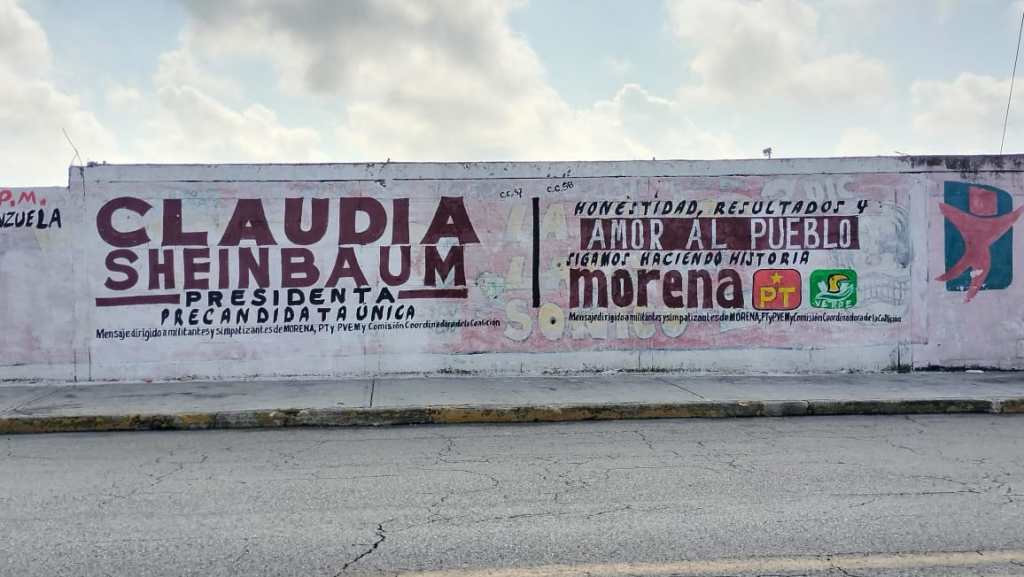 P.M.
NZUELA
CLAUDIA
SHEINBAUM
PRESIDENTA
PRECANDIDATA ÚNICA
Mensaje dirigido a militantes y simpatizantes de MORENA, PT y PVEM y Comisión Coordinadora de la Coalición
HONESTIDAD, RESULTADOS Y
AMOR AL PUEBLO
SIGAMOS HACIENDO HISTORIA
morena PT VERDE
Mensaje dirigido a militantes y simpatizantes de MORENA, PT y PVEM y Comisión Coordinadora de la Coalición